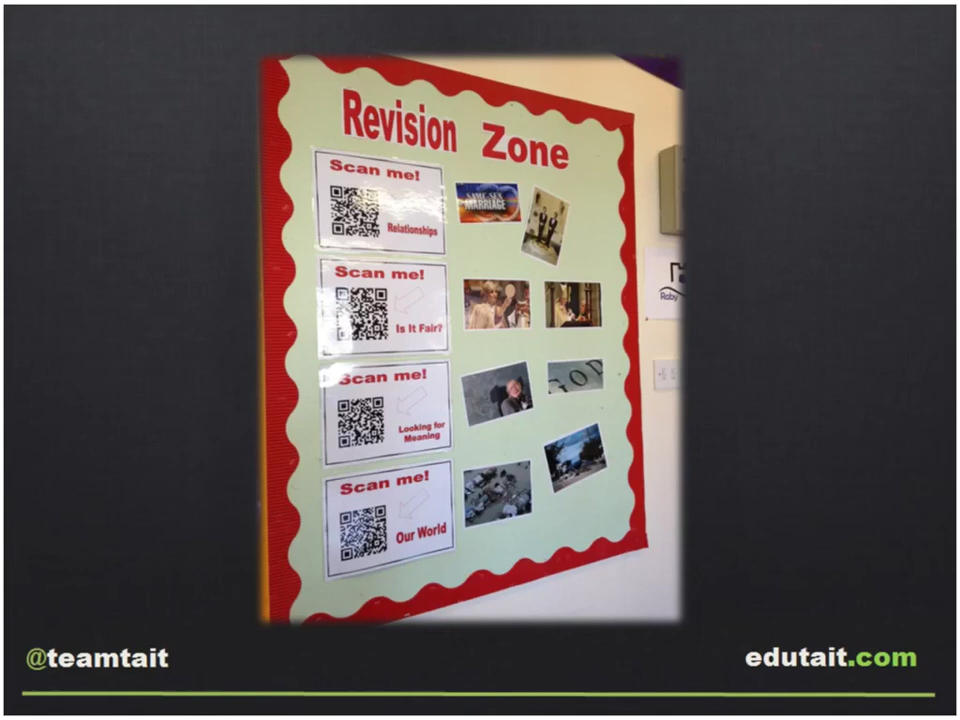 Revision Zone
Scan me!
Relationships
SAME-SEX
MARRIAGE
Scan me!
Is It Fair?
Scan me!
Looking for
Meaning
GOD
Scan me!
Our World
Roby
@teamtait
edutait.com